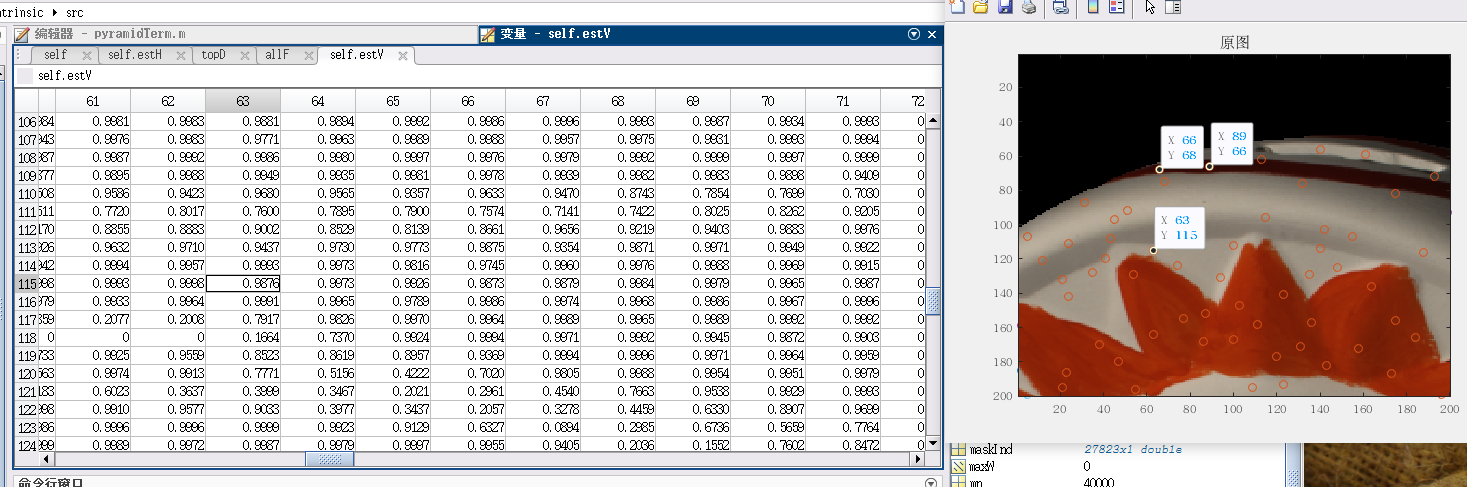 ntrinsic › src
编辑器 - pyramidTerm.m
变量 - self.estV
self self.estH topD allF self.estV
self.estV
61 62 63 64 65 66 67 68 69 70 71 72
106 984 0.9981 0.9983 0.9881 0.9894 0.9992 0.9986 0.9996 0.9993 0.9987 0.9934 0.9993 0
107 943 0.9976 0.9983 0.9771 0.9963 0.9989 0.9988 0.9957 0.9975 0.9931 0.9993 0.9994 0
108 0.9987 0.9992 0.9986 0.9980 0.9997 0.9976 0.9979 0.9992 0.9999 0.9997 0.9999 0
109 0.9895 0.9988 0.9949 0.9935 0.9981 0.9978 0.9939 0.9982 0.9983 0.9898 0.9409 0
110 508 0.9586 0.9423 0.9680 0.9565 0.9357 0.9633 0.9470 0.8743 0.7854 0.7699 0.7030 0
111 511 0.7720 0.8017 0.7600 0.7895 0.7900 0.7574 0.7141 0.7422 0.8025 0.8262 0.9205 0
112 170 0.8855 0.8883 0.9002 0.8529 0.8139 0.8661 0.9656 0.9219 0.9403 0.9883 0.9976 0
113 926 0.9632 0.9710 0.9437 0.9730 0.9773 0.9875 0.9354 0.9871 0.9971 0.9949 0.9922 0
114 942 0.9994 0.9957 0.9993 0.9973 0.9816 0.9745 0.9960 0.9976 0.9988 0.9969 0.9915 0
115 998 0.9993 0.9998 0.9876 0.9973 0.9926 0.9873 0.9879 0.9984 0.9979 0.9965 0.9987 0
116 979 0.9933 0.9964 0.9991 0.9965 0.9789 0.9986 0.9974 0.9968 0.9986 0.9967 0.9996 0
117 359 0.2077 0.2008 0.7917 0.9826 0.9970 0.9964 0.9989 0.9965 0.9989 0.9992 0.9992 0
118 0 0 0 0.1664 0.7370 0.9924 0.9994 0.9971 0.9992 0.9945 0.9872 0.9903 0
119 733 0.9925 0.9559 0.8523 0.8619 0.8957 0.9369 0.9994 0.9996 0.9971 0.9964 0.9959 0
120 563 0.9974 0.9913 0.7771 0.5156 0.4222 0.7020 0.9805 0.9988 0.9954 0.9951 0.9979 0
121 183 0.6023 0.3637 0.3999 0.3467 0.2021 0.2961 0.4540 0.7663 0.9538 0.9929 0.9993 0
122 998 0.9910 0.9577 0.9033 0.3977 0.3437 0.2057 0.3278 0.4459 0.6330 0.8907 0.9699 0
123 986 0.9996 0.9996 0.9999 0.9923 0.9129 0.6327 0.0894 0.2985 0.6736 0.5659 0.7764 0
124 999 0.9989 0.9972 0.9987 0.9979 0.9997 0.9955 0.9405 0.2036 0.1552 0.7602 0.8472 0
命令行窗口
原图
20
40
60
80
100
120
140
160
180
200
X 66
Y 68
X 89
Y 66
X 63
Y 115
20 40 60 80 100 120 140 160 180 200
maskInd 27823x1 double
maxW 0
mn 40000